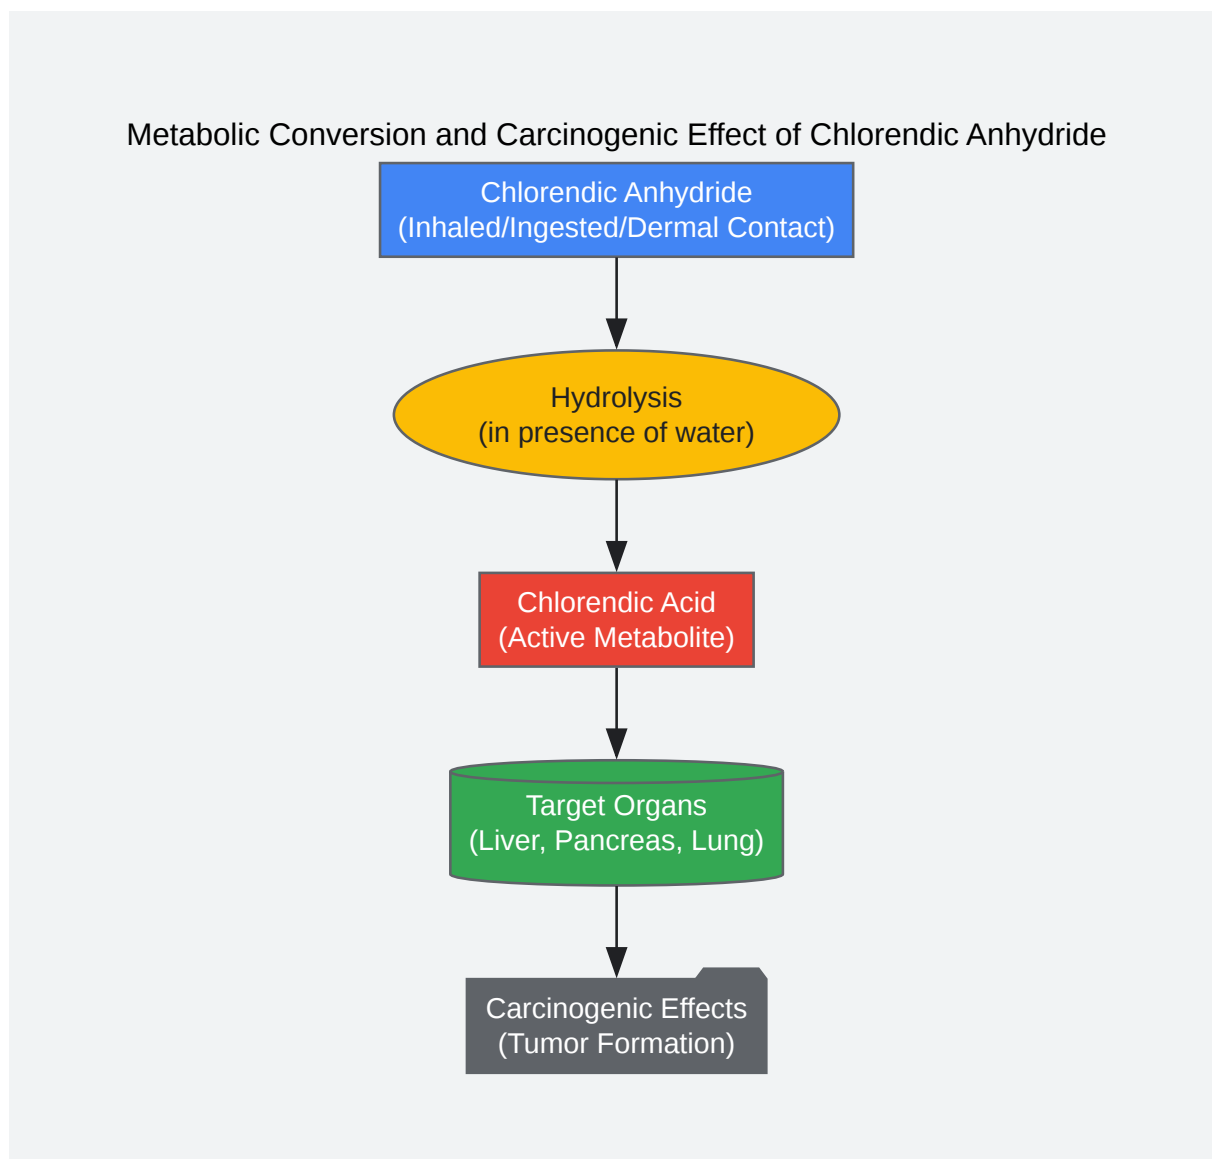 Metabolic Conversion and Carcinogenic Effect of Chlorendic Anhydride
Chlorendic Anhydride
(Inhaled/Ingested/Dermal Contact)
Hydrolysis
(in presence of water)
Chlorendic Acid
(Active Metabolite)
Target Organs
(Liver, Pancreas, Lung)
Carcinogenic Effects
(Tumor Formation)